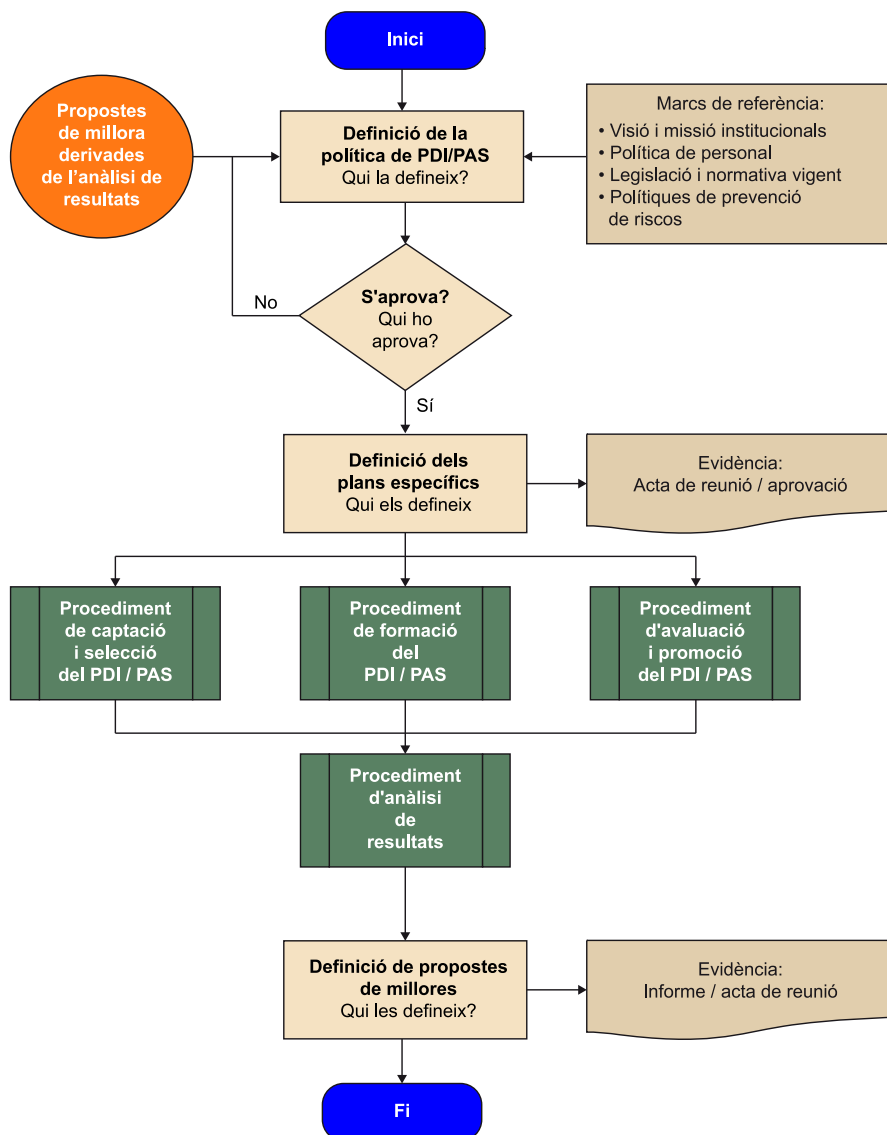 Inici
Propostes
de millora
derivades
de l'anàlisi de
resultats
Definició de la
política de PDI/PAS
Qui la defineix?
Marcs de referència:
• Visió i missió institucionals
• Política de personal
• Legislació i normativa vigent
• Polítiques de prevenció
de riscos
No
S'aprova?
Qui ho
aprova?
Sí
Definició dels
plans específics
Qui els defineix
Evidència:
Acta de reunió / aprovació
Procediment
de captació
i selecció
del PDI / PAS
Procediment
de formació
del
PDI / PAS
Procediment
d'avaluació
i promoció
del PDI / PAS
Procediment
d'anàlisi
de
resultats
Definició de propostes
de millores
Qui les defineix?
Evidència:
Informe / acta de reunió
Fi